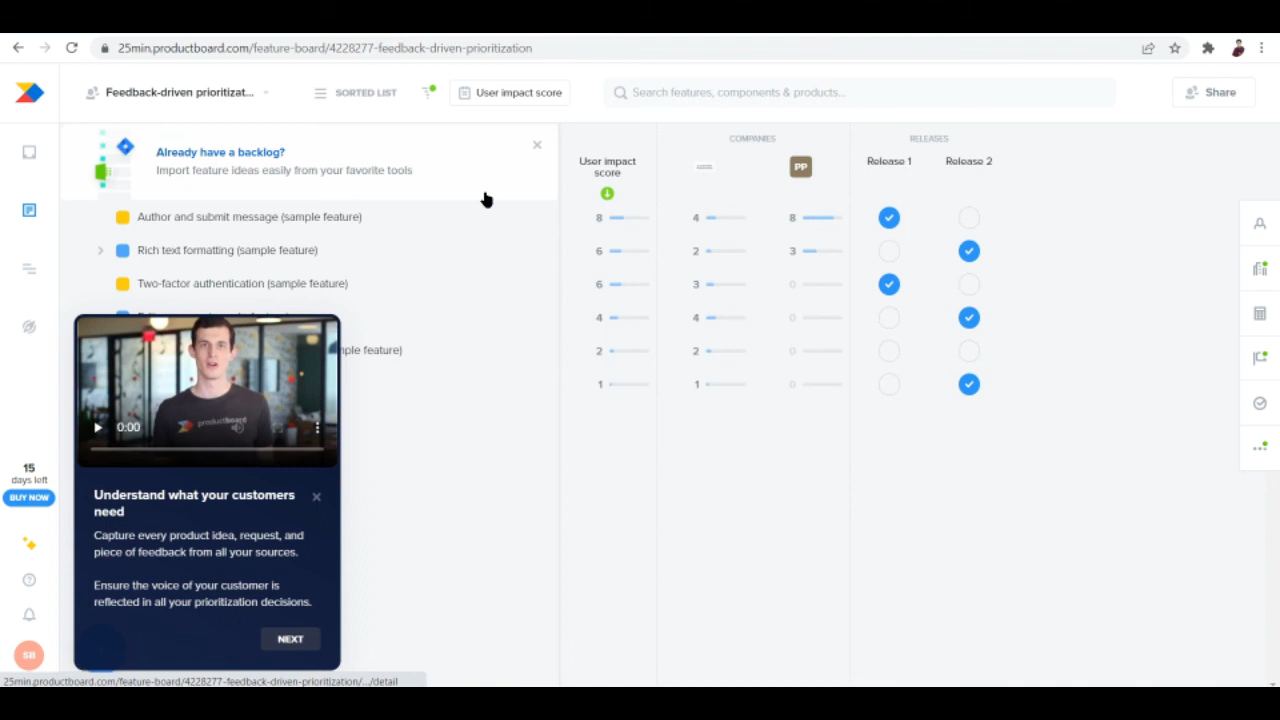 25min.productboard.com/feature-board/4228277-feedback-driven-prioritization
Feedback-driven prioritizat...
SORTED LIST
User impact score
Search features, components & products...
Share
Already have a backlog?
Import feature ideas easily from your favorite tools
COMPANIES
RELEASES
User impact
score
PP
Release 1
Release 2
Author and submit message (sample feature)
8 4 8
Rich text formatting (sample feature)
6 2 3
Two-factor authentication (sample feature)
6 3 0
4 4 0
nple feature)
2 2 0
1 1 0
productboard
0:00
15
days left
BUY NOW
Understand what your customers
need
Capture every product idea, request, and
piece of feedback from all your sources.
Ensure the voice of your customer is
reflected in all your prioritization decisions.
NEXT
SB
25min.productboard.com/feature-board/4228277-feedback-driven-prioritization/.../detail